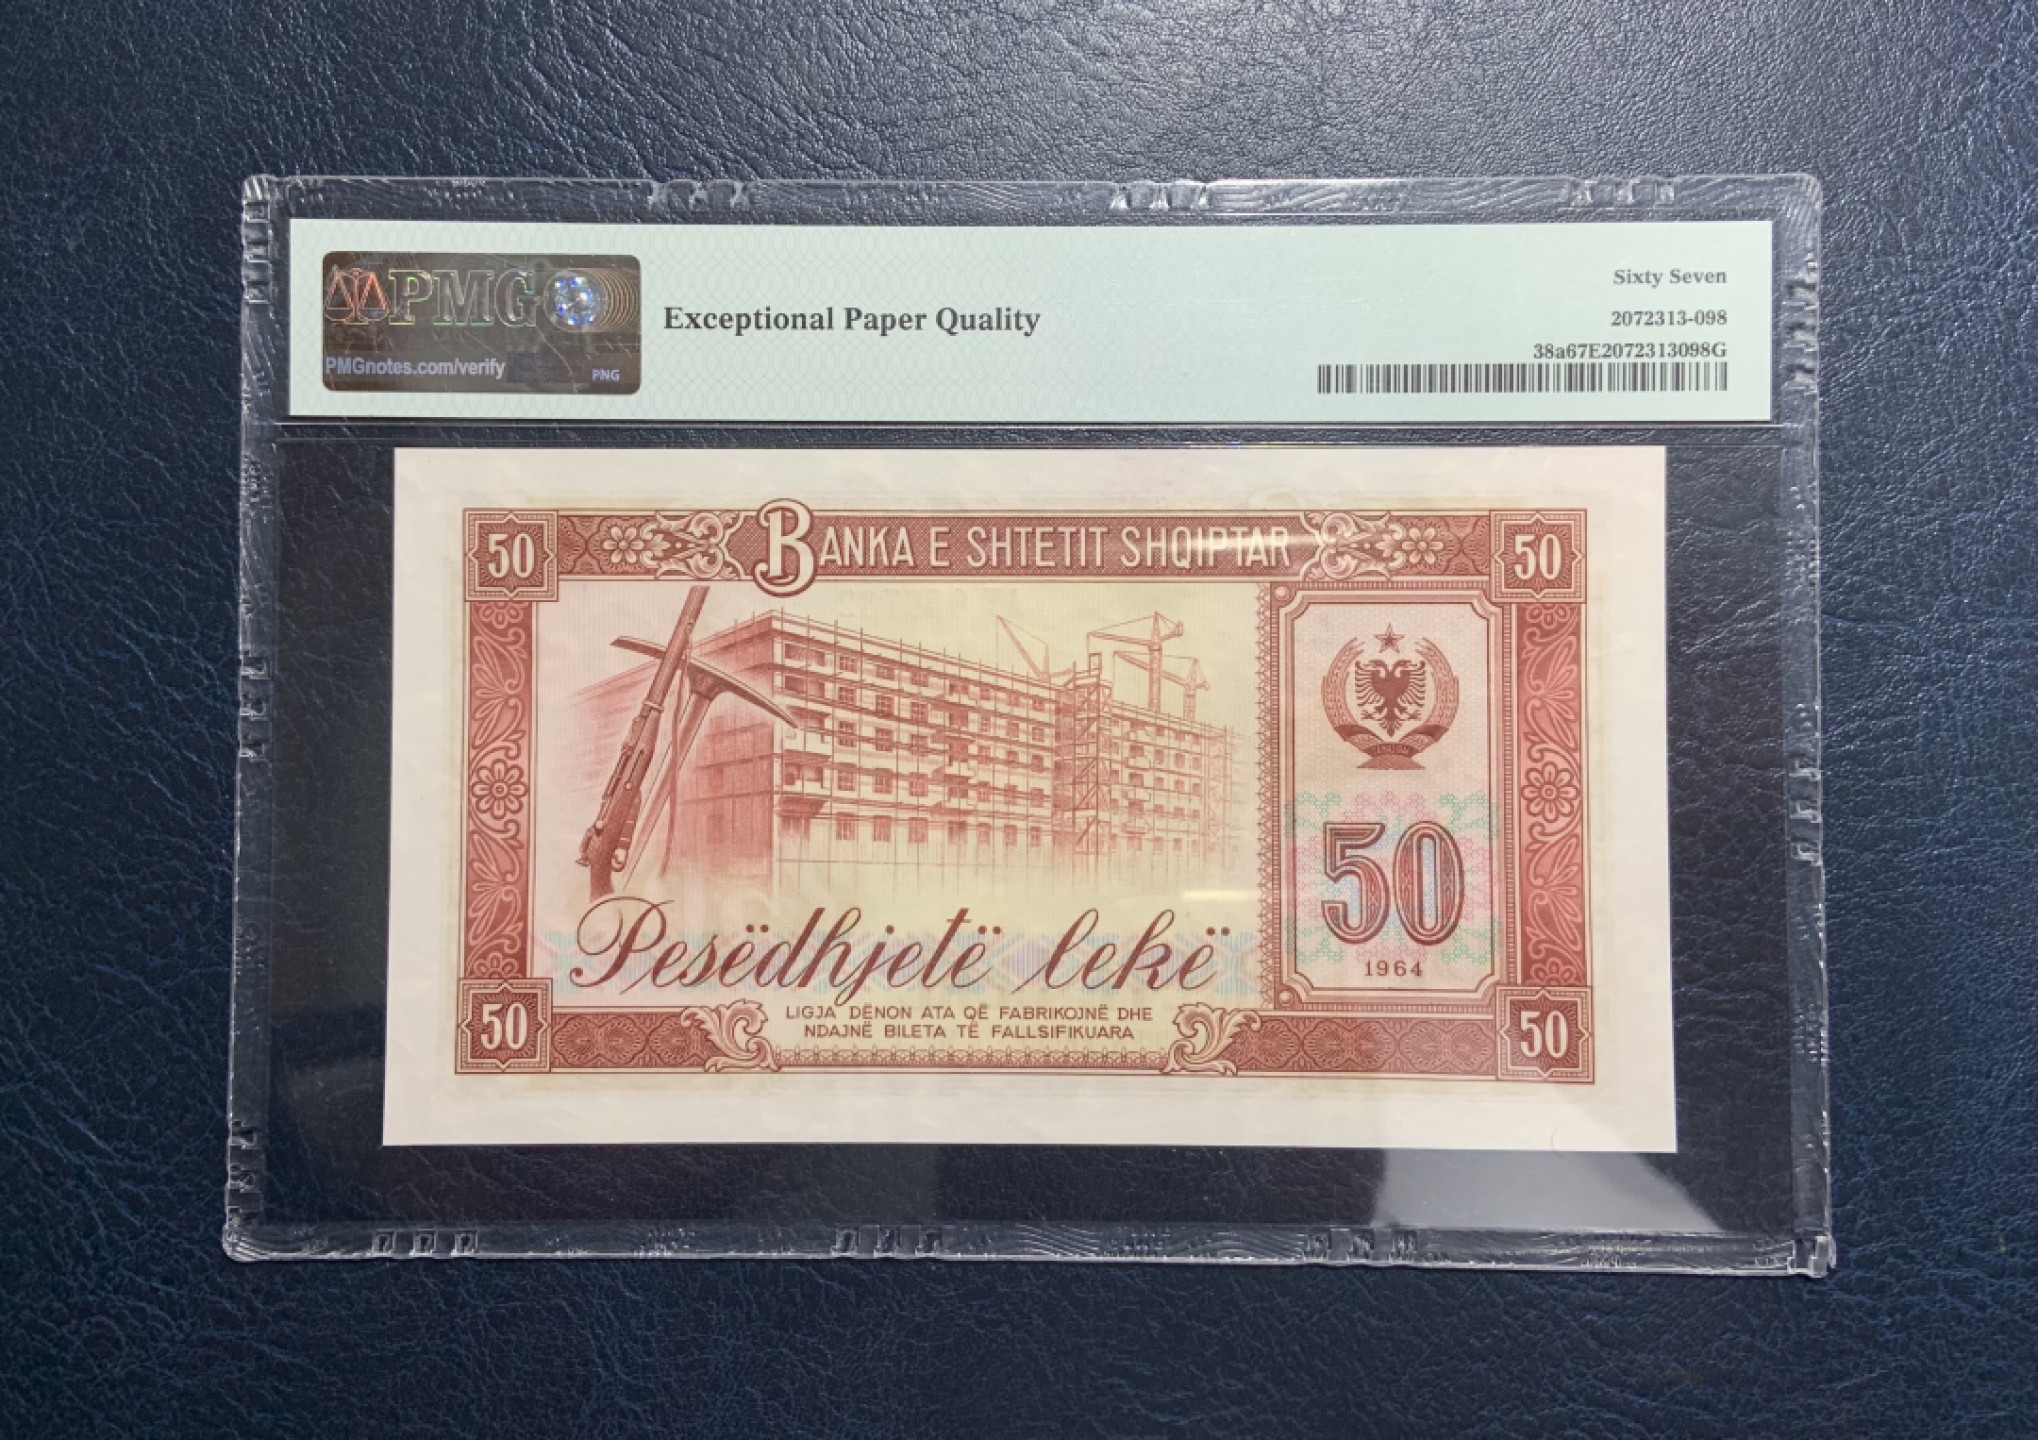 PMG
PMGnotes.com/verify
PNG
Exceptional Paper Quality
Sixty Seven
2072313-098
38a67E2072313098G
50
BANKA E SHTETIT SHQIPTAR
50
50
1964
Pesëdhjetë lekë
50
LIGJA DËNON ATA QË FABRIKOJNË DHE
NDAJNË BILETA TË FALLSIFIKUARA
50